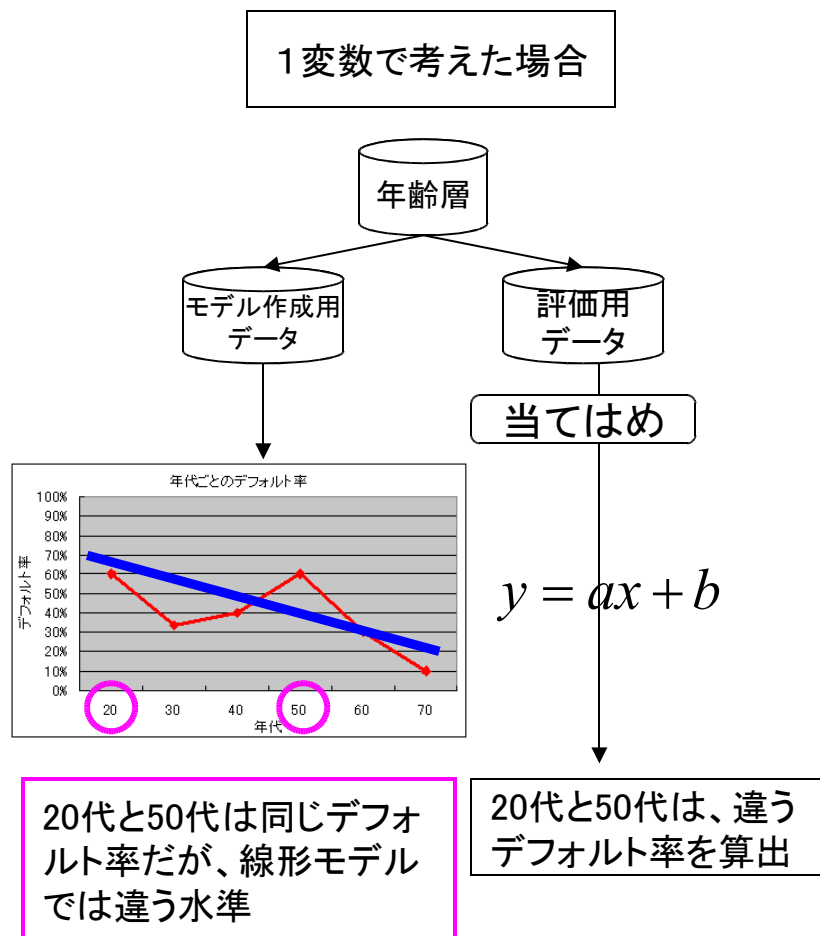 １変数で考えた場合
年齢層
モデル作成用
データ
評価用
データ
当てはめ
年代ごとのデフォルト率
100%
90%
80%
70%
60%
50%
40%
30%
20%
10%
0%
デフォルト率
20 30 40 50 60 70
年代
y = ax + b
20代と50代は同じデフォ
ルト率だが、線形モデル
では違う水準
20代と50代は、違う
デフォルト率を算出